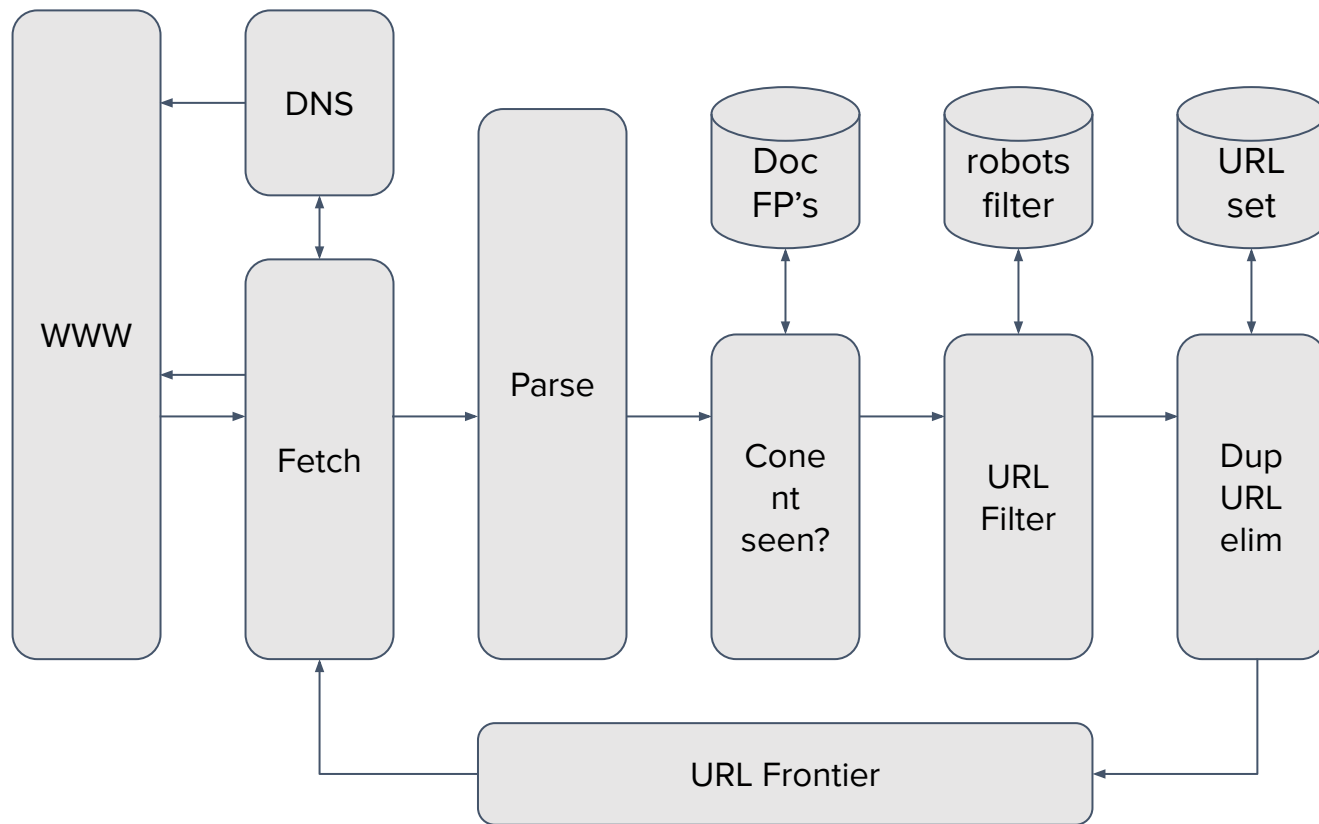 DNS
Doc
FP's
robots
filter
URL
set
WWW
Parse
Fetch
Cone
nt
seen?
URL
Filter
Dup
URL
elim
URL Frontier